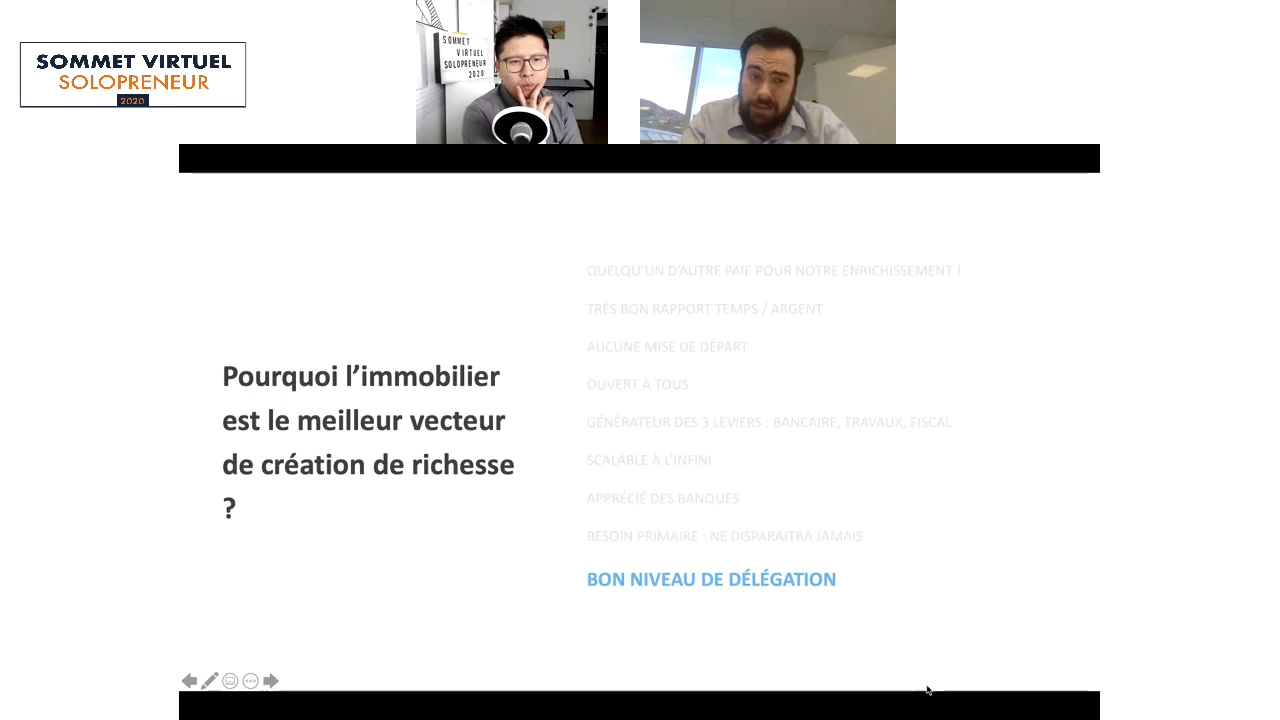 SOMMET VIRTUEL
SOLOPRENEUR
2020
SOMMET
VIRTUEL
SOLOPRENEUR
2020
QUELQU'UN D'AUTRE PAIE POUR NOTRE ENRICHISSEMENT !
TRÈS BON RAPPORT TEMPS / ARGENT
AUCUNE MISE DE DÉPART
OUVERT A TOUS
GÉNÉRATEUR DES 3 LEVIERS : BANCAIRE, TRAVAUX, FISCAL
SCALABLE À L'INFINI
APPRÉCIÉ DES BANQUES
BESOIN PRIMAIRE : NE DISPARAITRA JAMAIS
BON NIVEAU DE DÉLÉGATION
Pourquoi l'immobilier
est le meilleur vecteur
de création de richesse
?